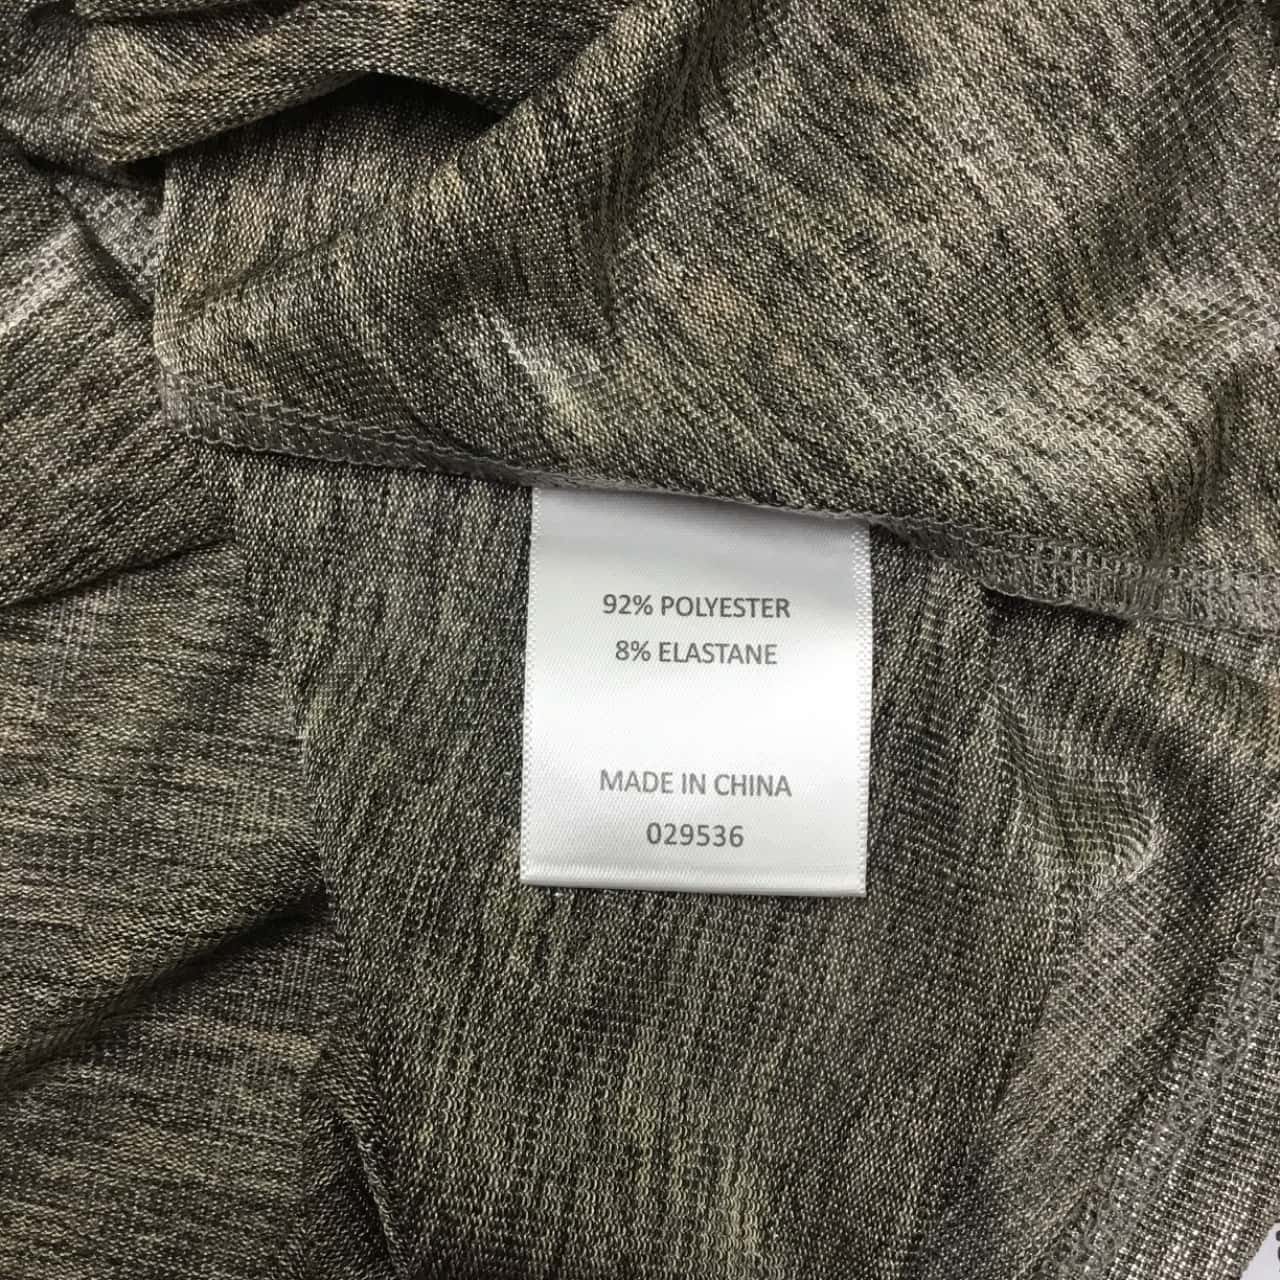 92% POLYESTER
8% ELASTANE
MADE IN CHINA
029536